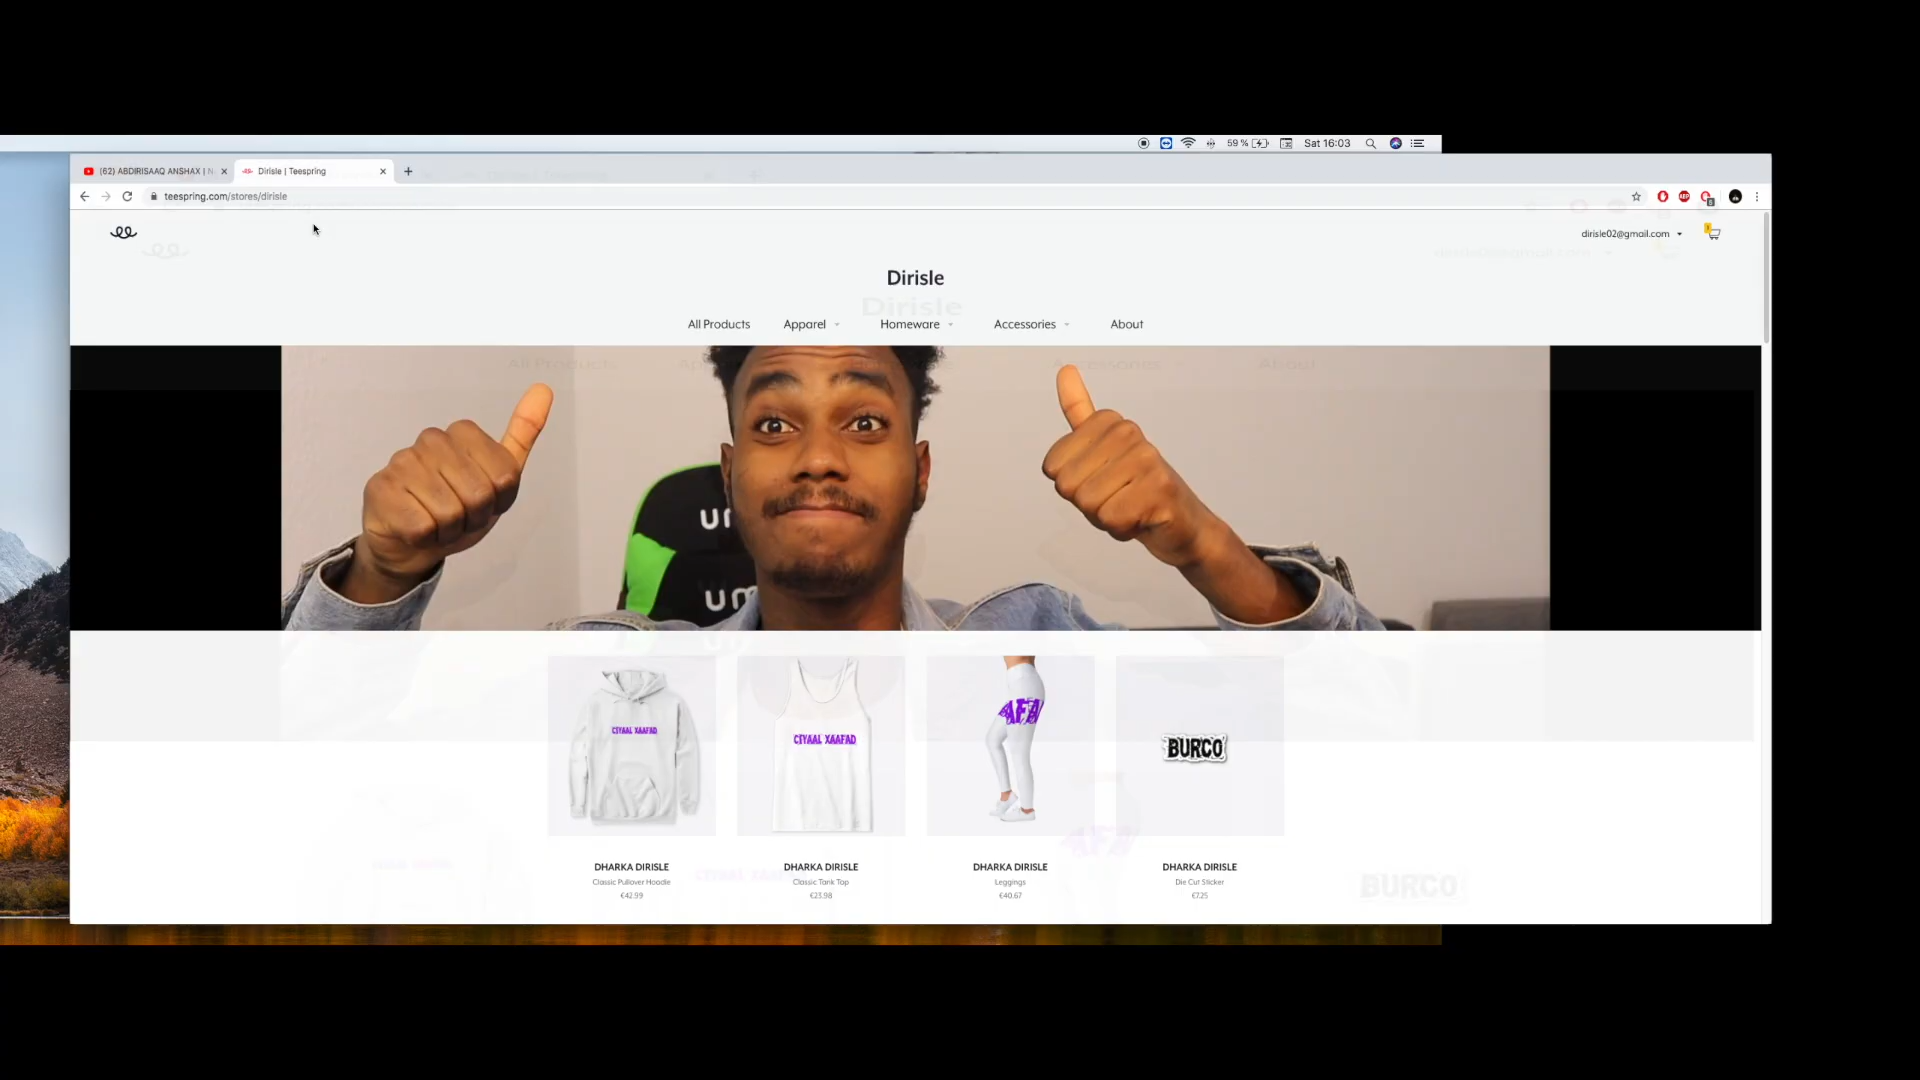 59% Sat 16:03
(62) ABDIRISAAQ ANSHAX | N
Dirisle | Teespring
teespring.com/stores/dirisle
dirisle02@gmail.com
Dirisle
All Products Apparel Homeware Accessories About
CIYAAL XAAFAD
CIYAAL XAAFAD
BURCO
DHARKA DIRISLE
Classic Pullover Hoodie
€42.99
DHARKA DIRISLE
Classic Tank Top
€23.98
DHARKA DIRISLE
Leggings
€40.67
DHARKA DIRISLE
Die Cut Sticker
€7.25